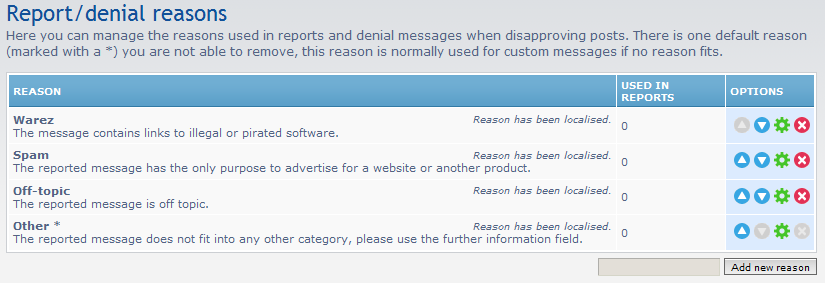 Report/denial reasons
Here you can manage the reasons used in reports and denial messages when disapproving posts. There is one default reason
(marked with a *) you are not able to remove, this reason is normally used for custom messages if no reason fits.
REASON
USED IN
REPORTS
OPTIONS
Warez
Reason has been localised.
The message contains links to illegal or pirated software.
0
Spam
Reason has been localised.
The reported message has the only purpose to advertise for a website or another product.
0
Off-topic
Reason has been localised.
The reported message is off topic.
0
Other *
Reason has been localised.
The reported message does not fit into any other category, please use the further information field.
0
Add new reason